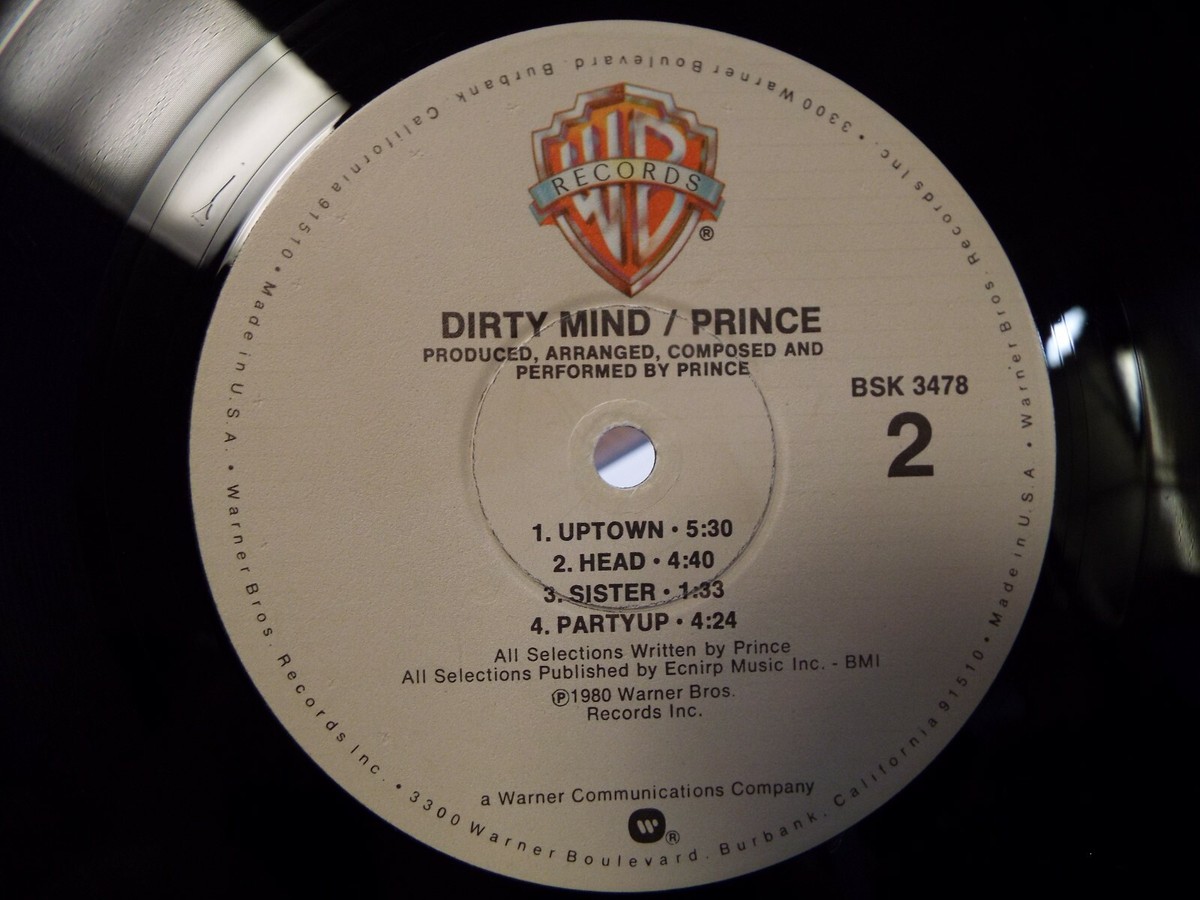 WB
RECORDS
®
DIRTY MIND / PRINCE
PRODUCED, ARRANGED, COMPOSED AND
PERFORMED BY PRINCE
BSK 3478
2
1. UPTOWN • 5:30
2. HEAD • 4:40
3. SISTER • 1:33
4. PARTYUP • 4:24
All Selections Written by Prince
All Selections Published by Ecnirp Music Inc. - BMI
℗1980 Warner Bros.
Records Inc.
a Warner Communications Company
W®
Warner Bros. Records Inc. • 3300 Warner Boulevard. Burbank. California 91510 • Made in U.S.A. • Warner Bros. Records Inc. • 3300 Warner Boulevard. Burbank. California 91510 • Made in U.S.A •